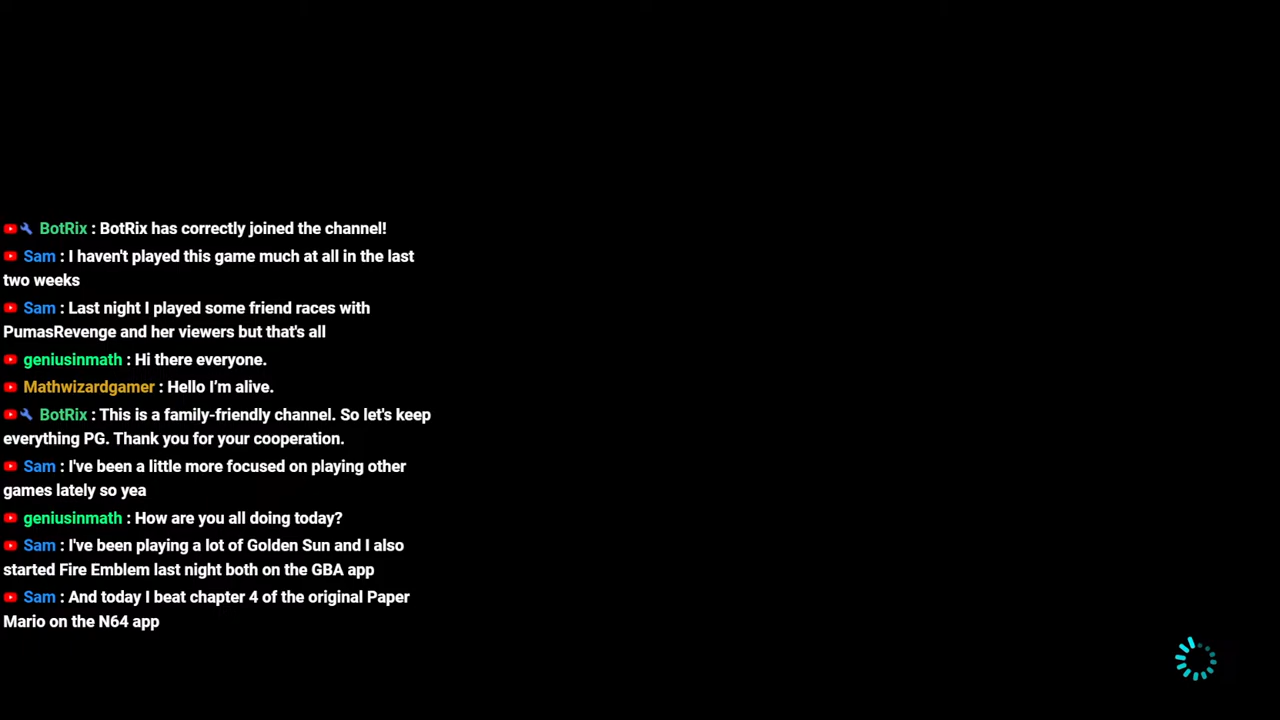 BotRix : BotRix has correctly joined the channel!
Sam : I haven't played this game much at all in the last
two weeks
Sam : Last night I played some friend races with
PumasRevenge and her viewers but that's all
geniusinmath : Hi there everyone.
Mathwizardgamer : Hello I’m alive.
BotRix : This is a family-friendly channel. So let's keep
everything PG. Thank you for your cooperation.
Sam : I've been a little more focused on playing other
games lately so yea
geniusinmath : How are you all doing today?
Sam : I've been playing a lot of Golden Sun and I also
started Fire Emblem last night both on the GBA app
Sam : And today I beat chapter 4 of the original Paper
Mario on the N64 app